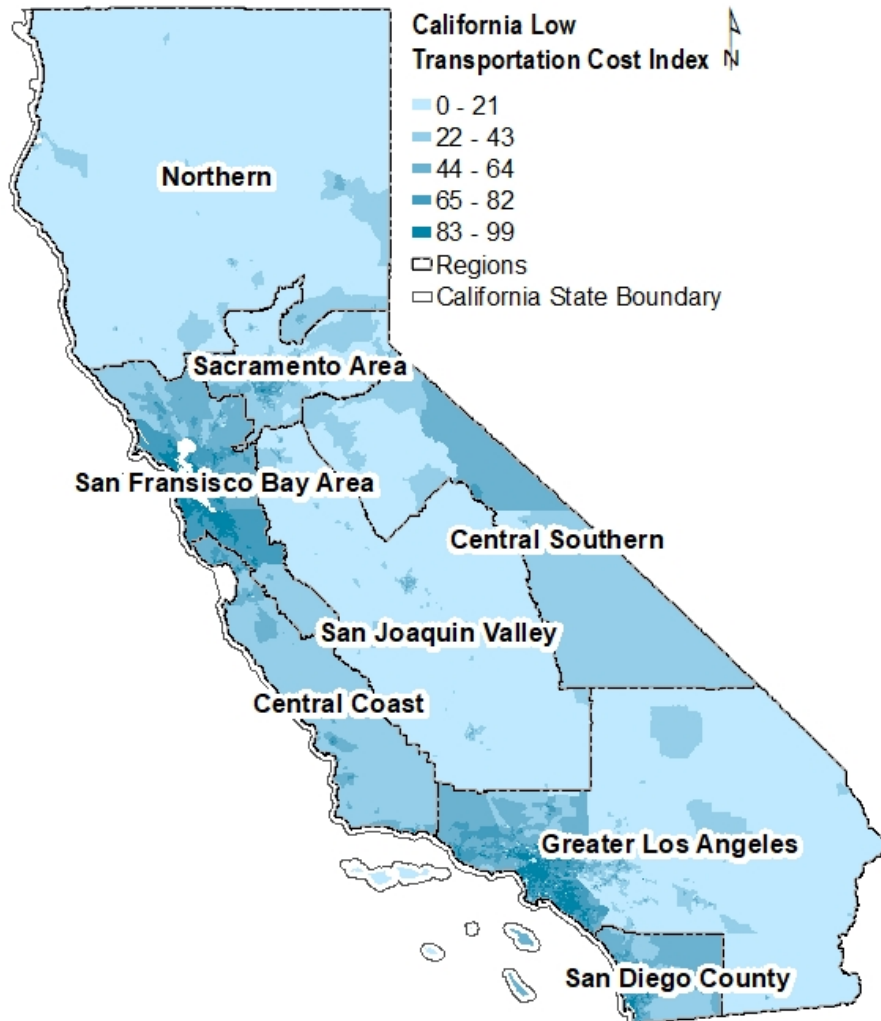 California Low
Transportation Cost Index
N
0 - 21
22 - 43
44 - 64
65 - 82
83 - 99
Regions
California State Boundary
Northern
Sacramento Area
San Fransisco Bay Area
Central Southern
San Joaquin Valley
Central Coast
Greater Los Angeles
San Diego County